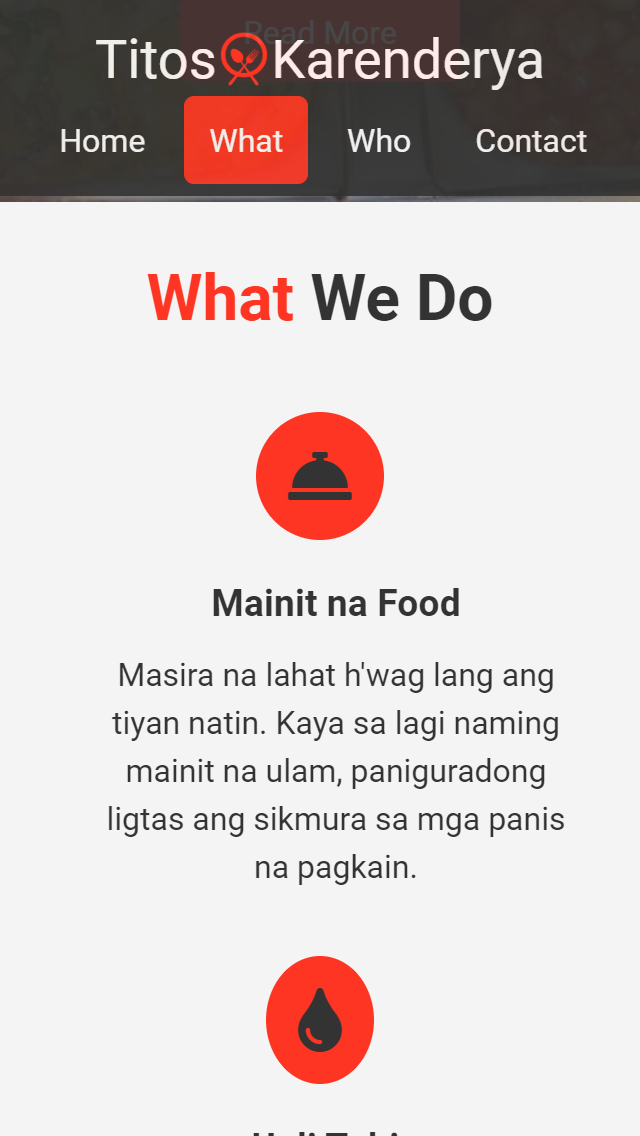 Read More
Titos Karenderya
Home What Who Contact
What We Do
Mainit na Food
Masira na lahat h'wag lang ang
tiyan natin. Kaya sa lagi naming
mainit na ulam, paniguradong
ligtas ang sikmura sa mga panis
na pagkain.